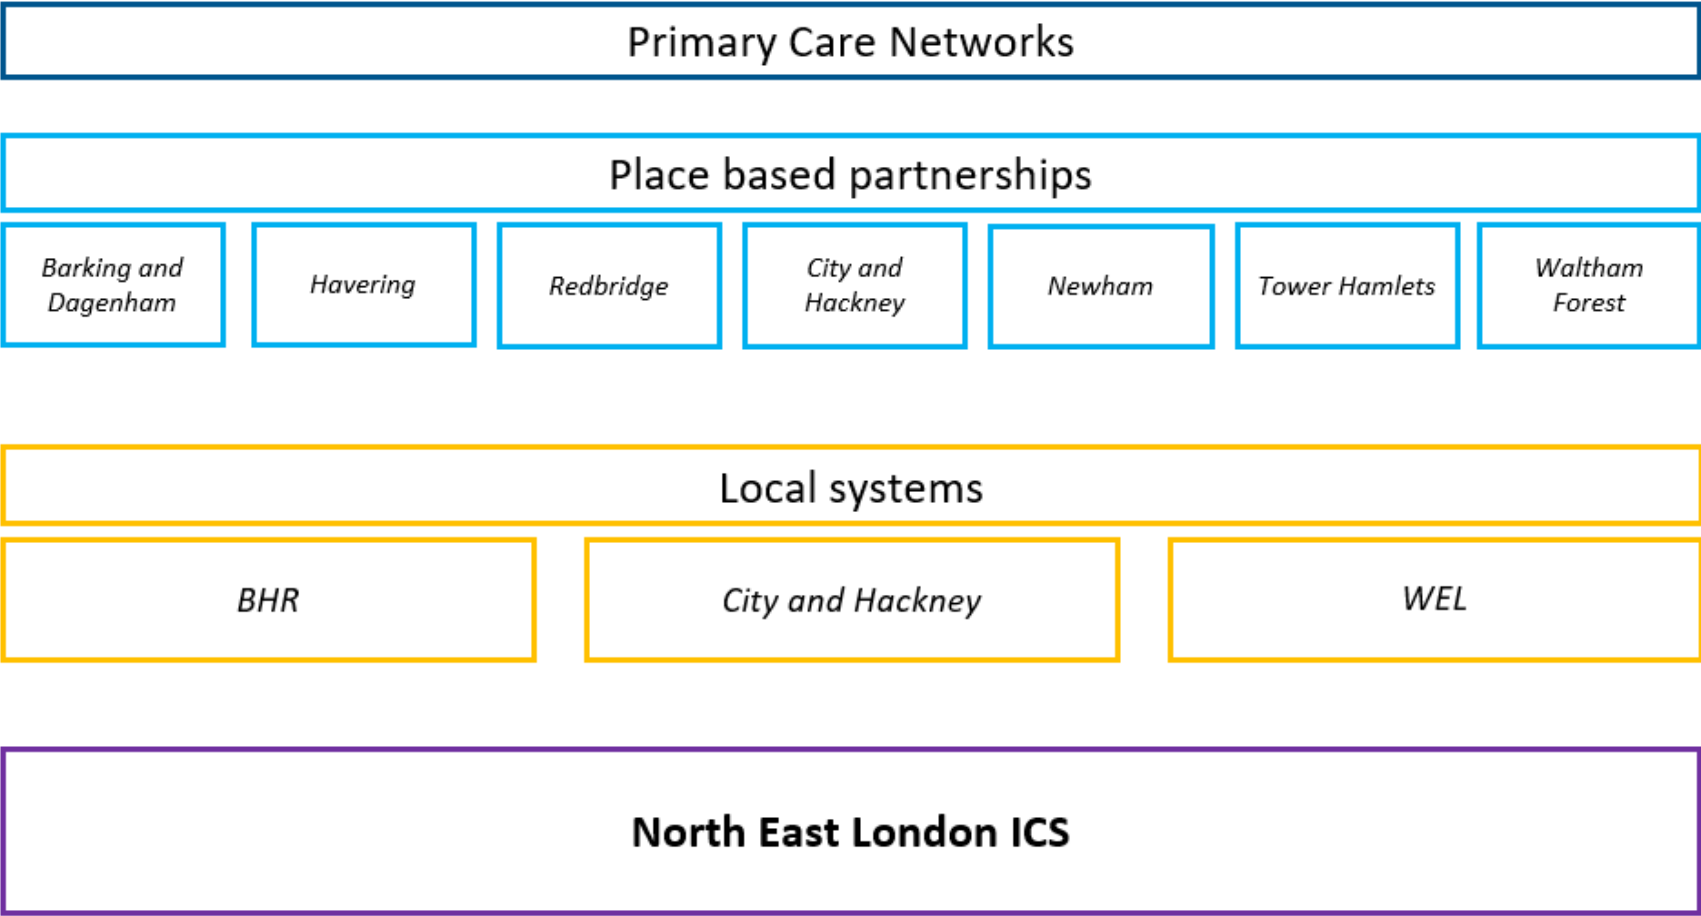 Primary Care Networks
Place based partnerships
Barking and
Dagenham
Havering
Redbridge
City and
Hackney
Newham
Tower Hamlets
Waltham
Forest
Local systems
BHR
City and Hackney
WEL
North East London ICS